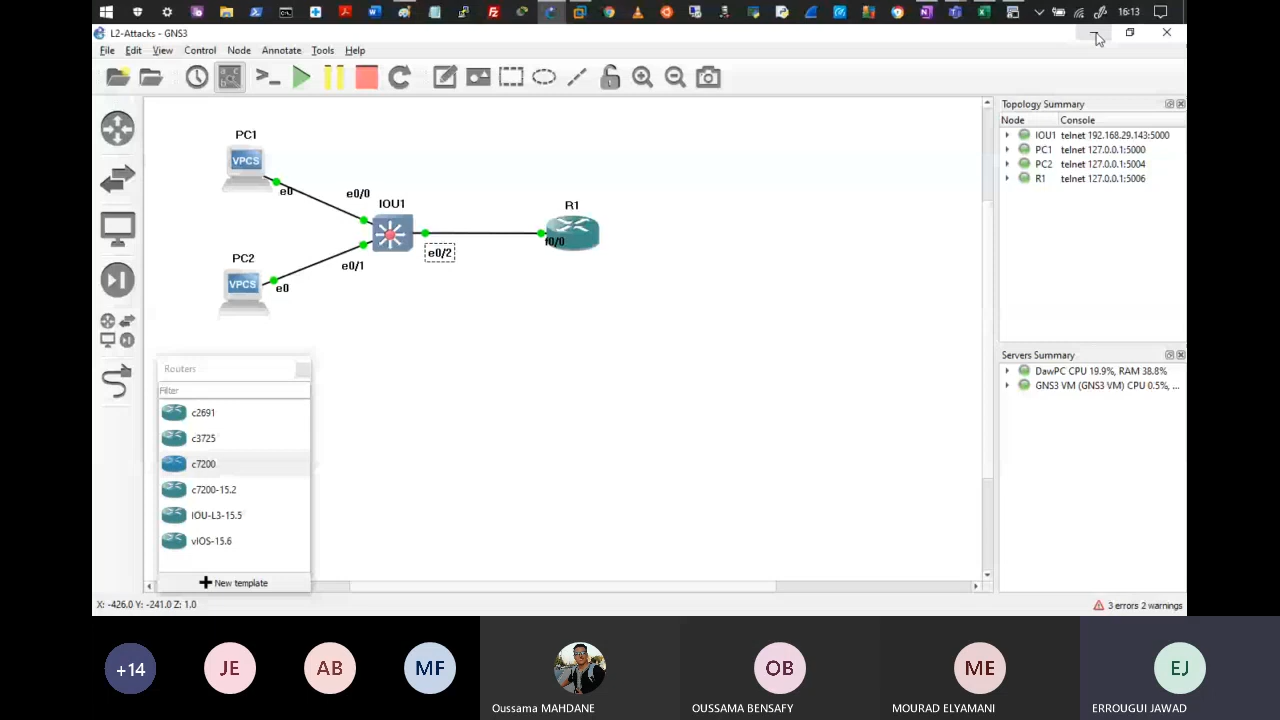 16:13
L2-Attacks - GNS3
File Edit View Control Node Annotate Tools Help
Topology Summary
Node Console
IOU1 telnet 192.168.29.143:5000
PC1 telnet 127.0.0.1:5000
PC2 telnet 127.0.0.1:5004
R1 telnet 127.0.0.1:5006
PC1
VPCS
e0
e0/0
IOU1
R1
f0/0
e0/2
PC2
VPCS
e0
e0/1
Routers
Filter
c2691
c3725
c7200
c7200-15.2
IOU-L3-15.5
vIOS-15.6
New template
Servers Summary
DawPC CPU 19.9%, RAM 38.8%
GNS3 VM (GNS3 VM) CPU 0.5%, ...
X: -426.0 Y: -241.0 Z: 1.0
3 errors 2 warnings
+14
JE
AB
MF
OB
ME
EJ
Oussama MAHDANE
OUSSAMA BENSAFY
MOURAD ELYAMANI
ERROUGUI JAWAD